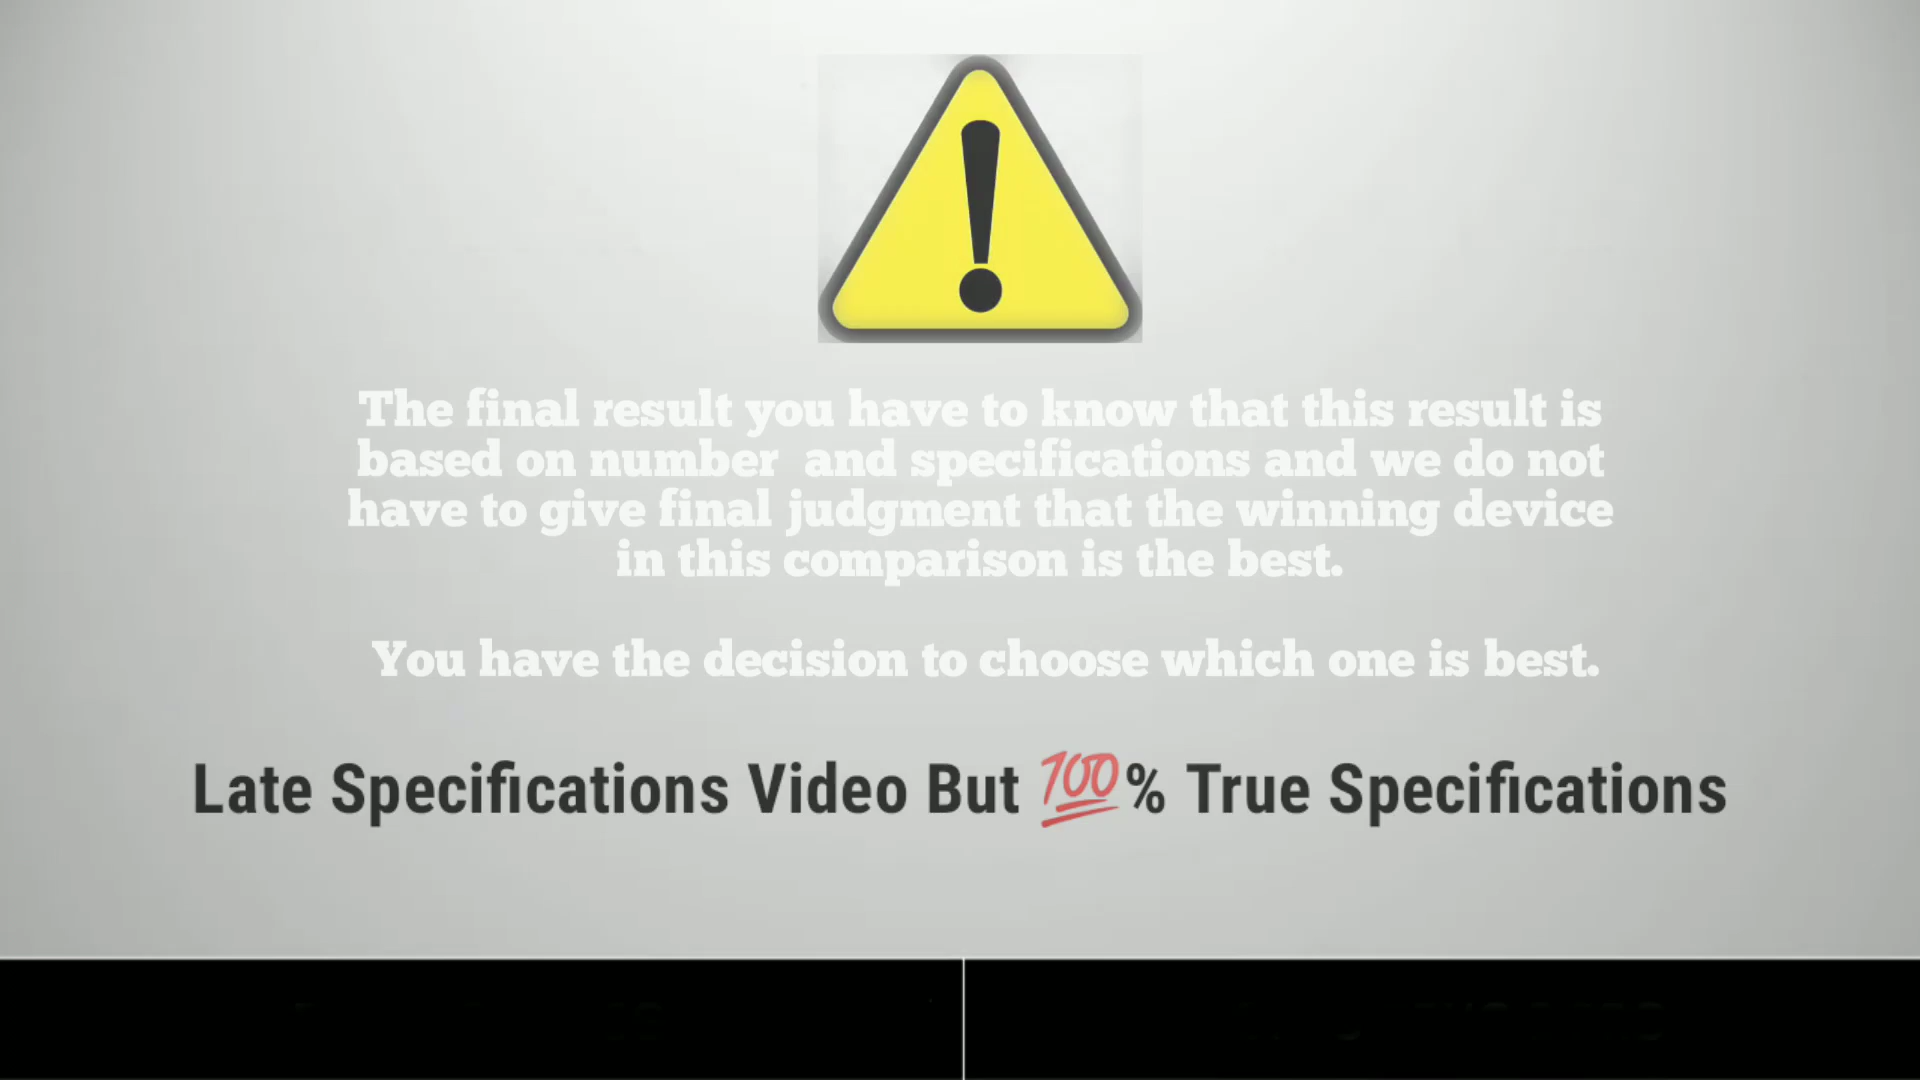 The final result you have to know that this result is
based on number and specifications and we do not
have to give final judgment that the winning device
in this comparison is the best.
You have the decision to choose which one is best.
Late Specifications Video But 💯% True Specifications